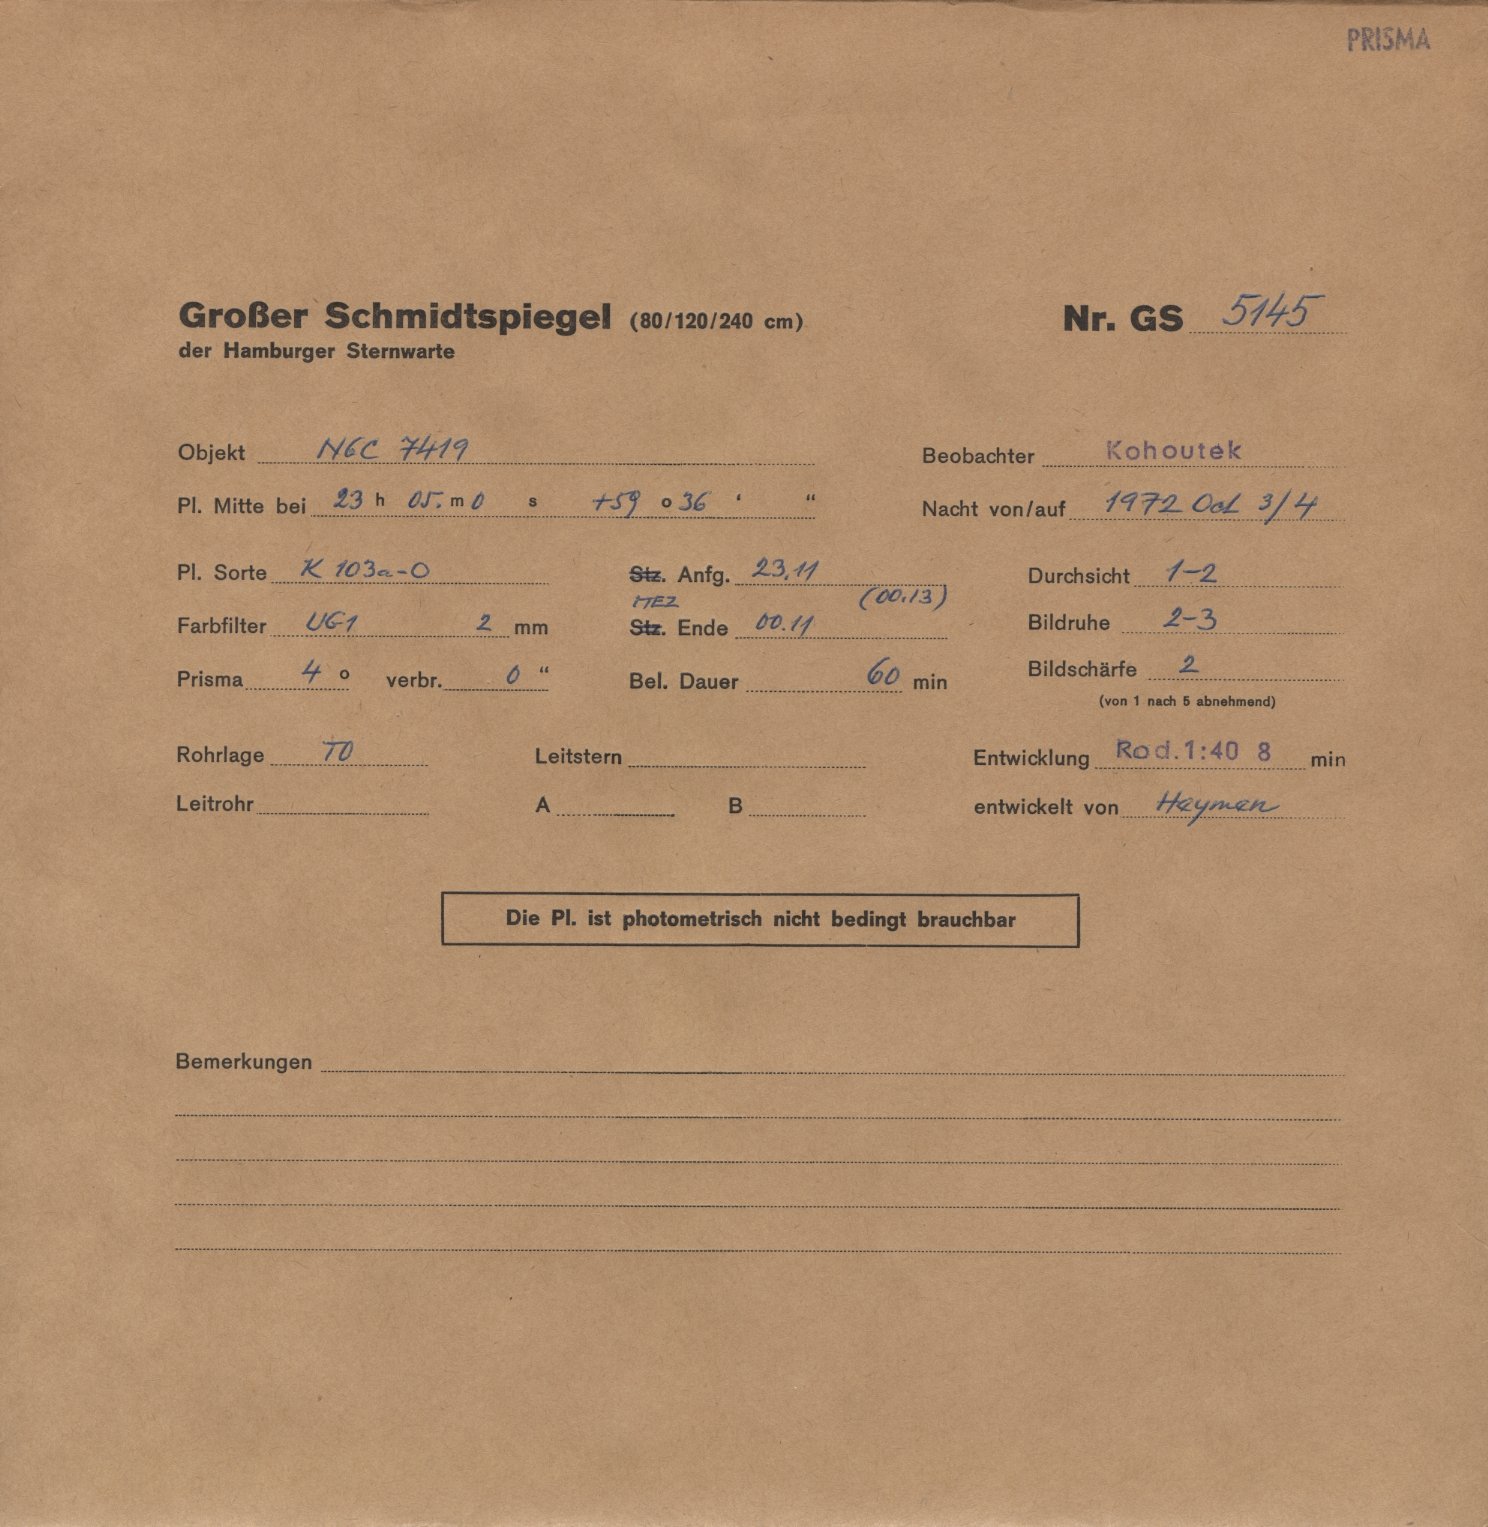 PRISMA
Großer Schmidtspiegel (80/120/240 cm) Nr. GS 5145
der Hamburger Sternwarte
Objekt NGC 7419 Beobachter Kohoutek
Pl. Mitte bei 23 h 05. m 0 s +59 o 36 ‘ “ Nacht von/auf 1972 Oct 3/4
Pl. Sorte K 103a-O Stz. Anfg. 23.11 Durchsicht 1-2
MEZ (00.13)
Farbfilter UG1 2 mm Stz. Ende 00.11 Bildruhe 2-3
Prisma 4 o verbr. 0 “ Bel. Dauer 60 min Bildschärfe 2
(von 1 nach 5 abnehmend)
Rohrlage TO Leitstern Entwicklung Rod.1:40 8 min
Leitrohr A B entwickelt von Hayman
Die Pl. ist photometrisch nicht bedingt brauchbar
Bemerkungen